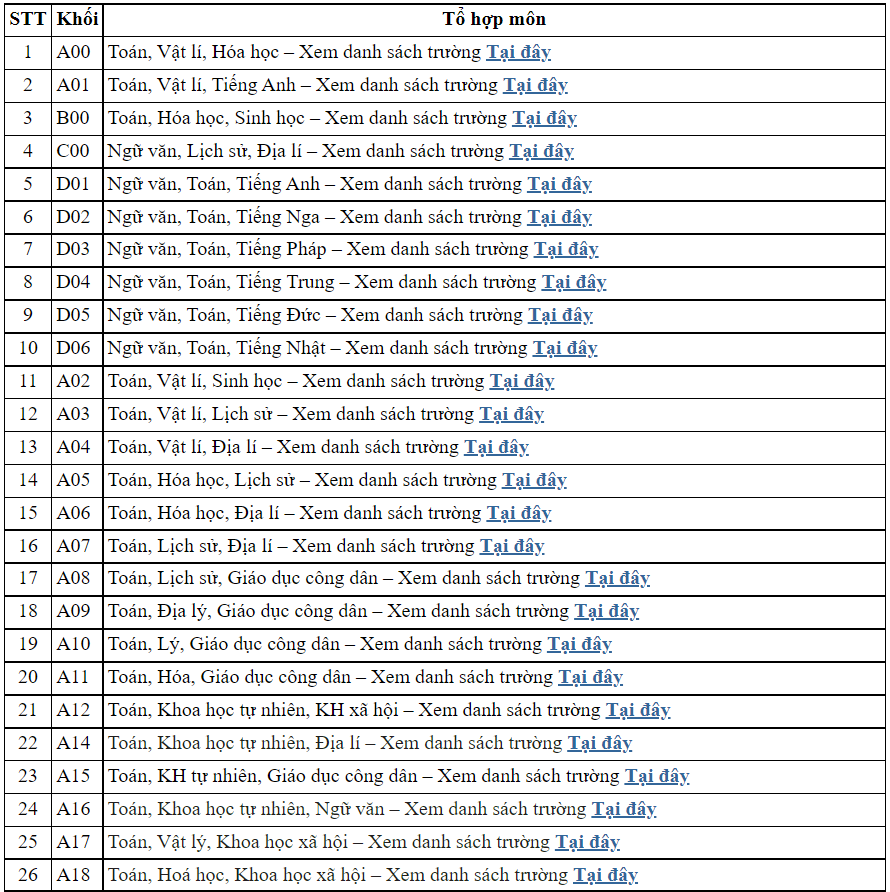 STT Khối Tổ hợp môn
1 A00 Toán, Vật lí, Hóa học – Xem danh sách trường Tại đây
2 A01 Toán, Vật lí, Tiếng Anh – Xem danh sách trường Tại đây
3 B00 Toán, Hóa học, Sinh học – Xem danh sách trường Tại đây
4 C00 Ngữ văn, Lịch sử, Địa lí – Xem danh sách trường Tại đây
5 D01 Ngữ văn, Toán, Tiếng Anh – Xem danh sách trường Tại đây
6 D02 Ngữ văn, Toán, Tiếng Nga – Xem danh sách trường Tại đây
7 D03 Ngữ văn, Toán, Tiếng Pháp – Xem danh sách trường Tại đây
8 D04 Ngữ văn, Toán, Tiếng Trung – Xem danh sách trường Tại đây
9 D05 Ngữ văn, Toán, Tiếng Đức – Xem danh sách trường Tại đây
10 D06 Ngữ văn, Toán, Tiếng Nhật – Xem danh sách trường Tại đây
11 A02 Toán, Vật lí, Sinh học – Xem danh sách trường Tại đây
12 A03 Toán, Vật lí, Lịch sử – Xem danh sách trường Tại đây
13 A04 Toán, Vật lí, Địa lí – Xem danh sách trường Tại đây
14 A05 Toán, Hóa học, Lịch sử – Xem danh sách trường Tại đây
15 A06 Toán, Hóa học, Địa lí – Xem danh sách trường Tại đây
16 A07 Toán, Lịch sử, Địa lí – Xem danh sách trường Tại đây
17 A08 Toán, Lịch sử, Giáo dục công dân – Xem danh sách trường Tại đây
18 A09 Toán, Địa lý, Giáo dục công dân – Xem danh sách trường Tại đây
19 A10 Toán, Lý, Giáo dục công dân – Xem danh sách trường Tại đây
20 A11 Toán, Hóa, Giáo dục công dân – Xem danh sách trường Tại đây
21 A12 Toán, Khoa học tự nhiên, KH xã hội – Xem danh sách trường Tại đây
22 A14 Toán, Khoa học tự nhiên, Địa lí – Xem danh sách trường Tại đây
23 A15 Toán, KH tự nhiên, Giáo dục công dân – Xem danh sách trường Tại đây
24 A16 Toán, Khoa học tự nhiên, Ngữ văn – Xem danh sách trường Tại đây
25 A17 Toán, Vật lý, Khoa học xã hội – Xem danh sách trường Tại đây
26 A18 Toán, Hoá học, Khoa học xã hội – Xem danh sách trường Tại đây